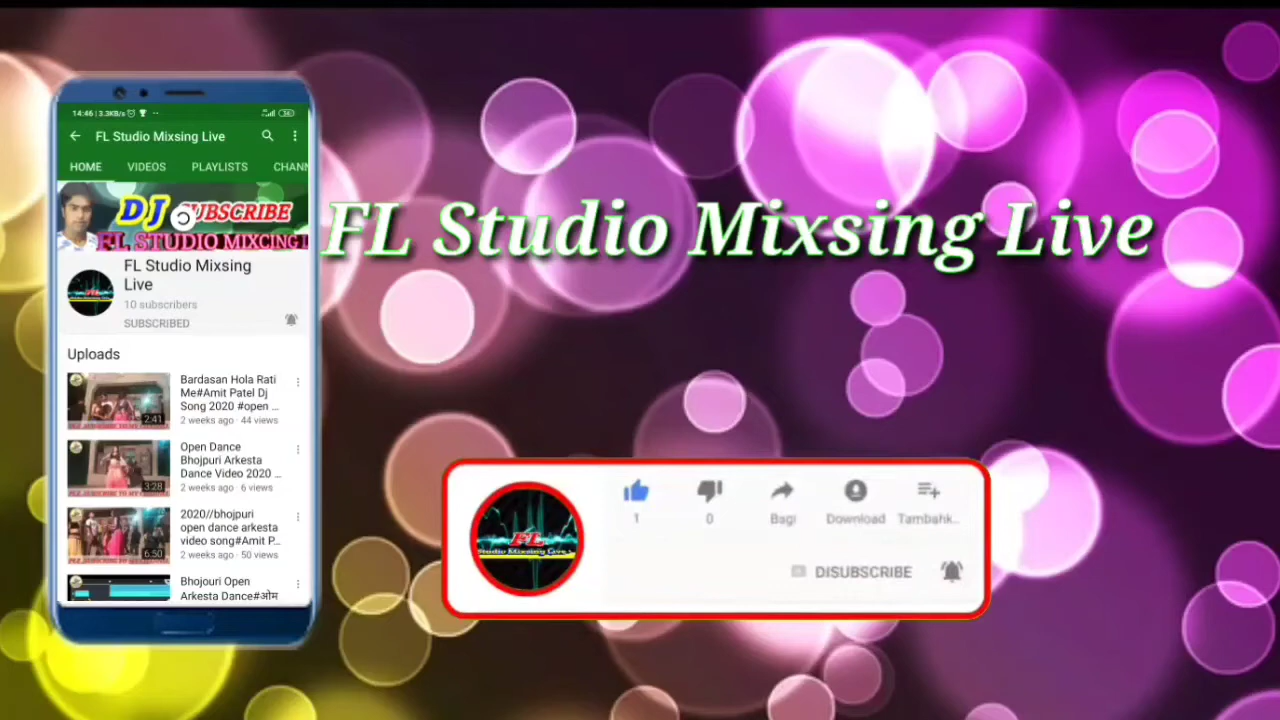 14:46 | 3.3KB/s
FL Studio Mixsing Live
HOME VIDEOS PLAYLISTS CHANN
DJ SUBSCRIBE
FL STUDIO MIXCING L
FL Studio Mixsing
Live
10 subscribers
SUBSCRIBED
Uploads
Bardasan Hola Rati
Me#Amit Patel Dj
Song 2020 #open ...
2 weeks ago · 44 views
2:41
Open Dance
Bhojpuri Arkesta
Dance Video 2020 ...
2 weeks ago · 6 views
3:28
2020//bhojpuri
open dance arkesta
video song#Amit P...
2 weeks ago · 50 views
6:50
Bhojouri Open
Arkesta Dance#ओम
FL Studio Mixsing Live
FL
Studio Mixsing Live
1 0 Bagi Download Tambahk...
DISUBSCRIBE